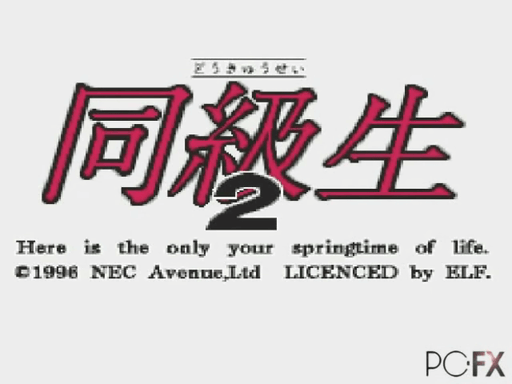 どうきゅうせい
同級生
2
Here is the only your springtime of life.
©1996 NEC Avenue,Ltd LICENCED by ELF.
PC-FX